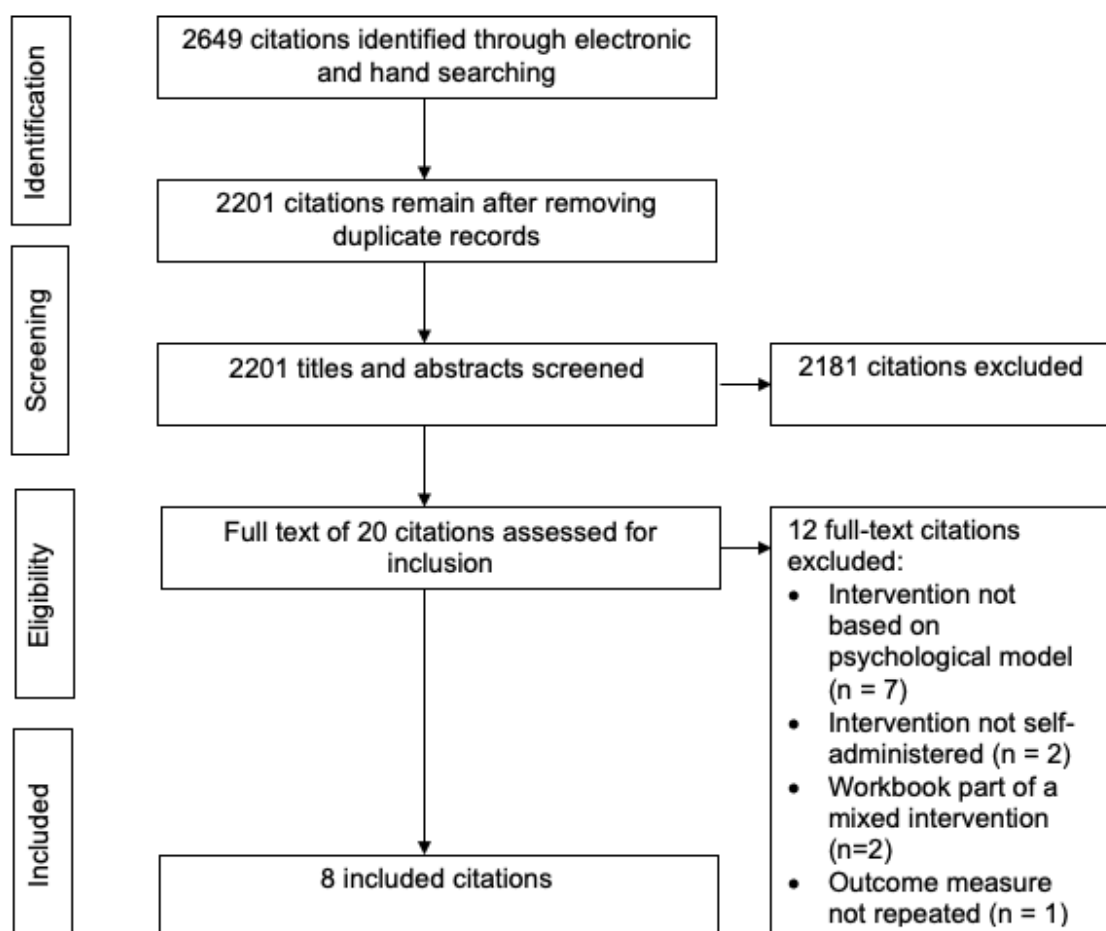 Identification
2649 citations identified through electronic
and hand searching
2201 citations remain after removing
duplicate records
Screening
2201 titles and abstracts screened
2181 citations excluded
Eligibility
Full text of 20 citations assessed for
inclusion
12 full-text citations
excluded:
• Intervention not
based on
psychological model
(n = 7)
• Intervention not self-
administered (n = 2)
• Workbook part of a
mixed intervention
(n=2)
• Outcome measure
not repeated (n = 1)
Included
8 included citations